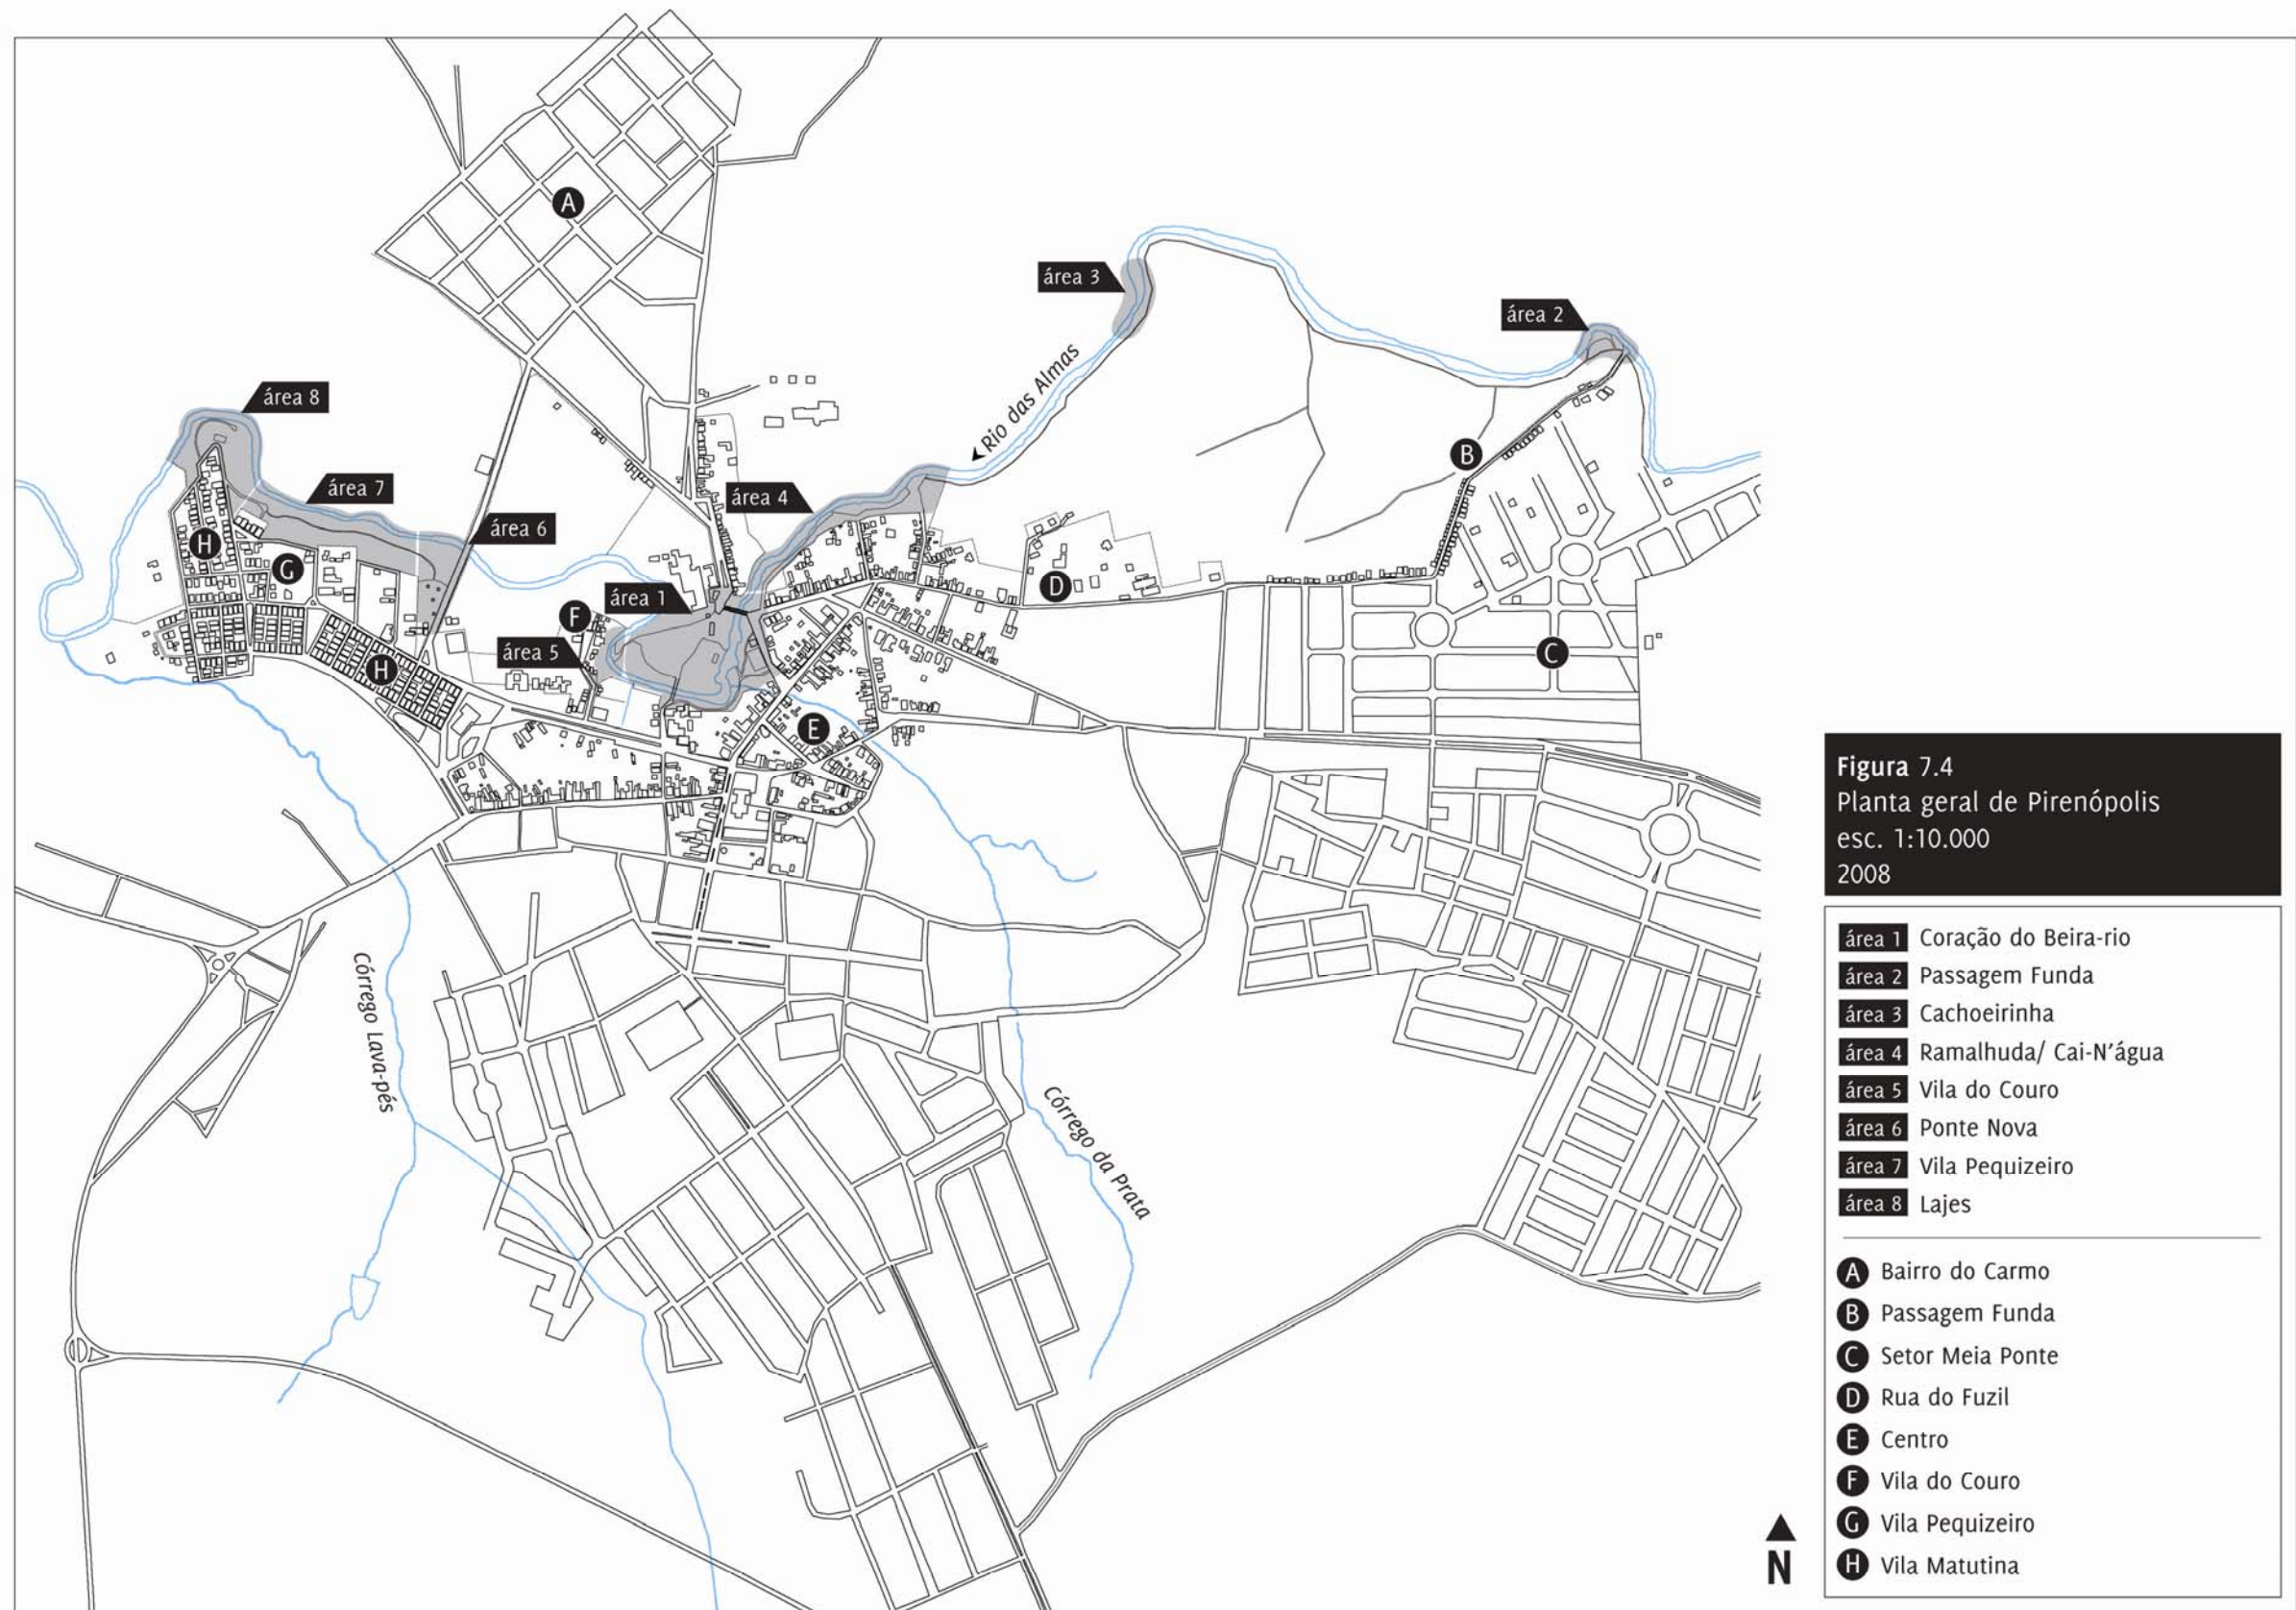 A
área 3
área 2
Rio das Almas
área 8
B
área 7
área 4
área 6
H
G
D
área 1
F
C
área 5
H
E
Córrego Lava-pés
Córrego da Prata
N
Figura 7.4
Planta geral de Pirenópolis
esc. 1:10.000
2008
área 1 Coração do Beira-rio
área 2 Passagem Funda
área 3 Cachoeirinha
área 4 Ramalhuda/ Cai-N'água
área 5 Vila do Couro
área 6 Ponte Nova
área 7 Vila Pequizeiro
área 8 Lajes
A Bairro do Carmo
B Passagem Funda
C Setor Meia Ponte
D Rua do Fuzil
E Centro
F Vila do Couro
G Vila Pequizeiro
H Vila Matutina